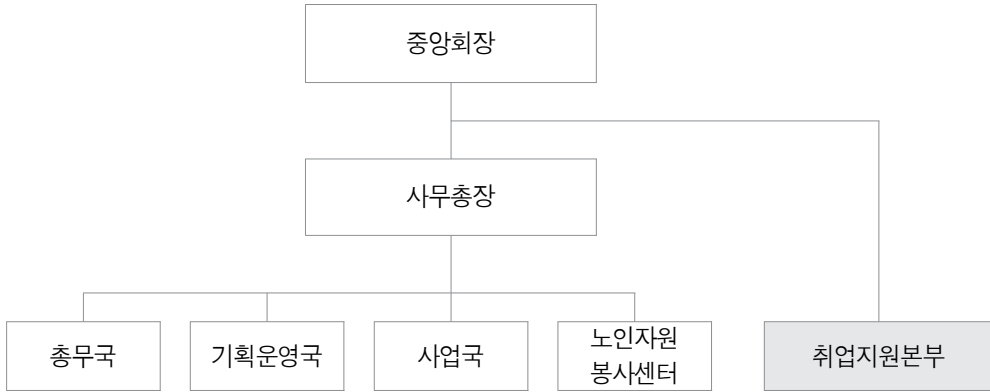 중앙회장
사무총장
총무국
기획운영국
사업국
노인자원
봉사센터
취업지원본부